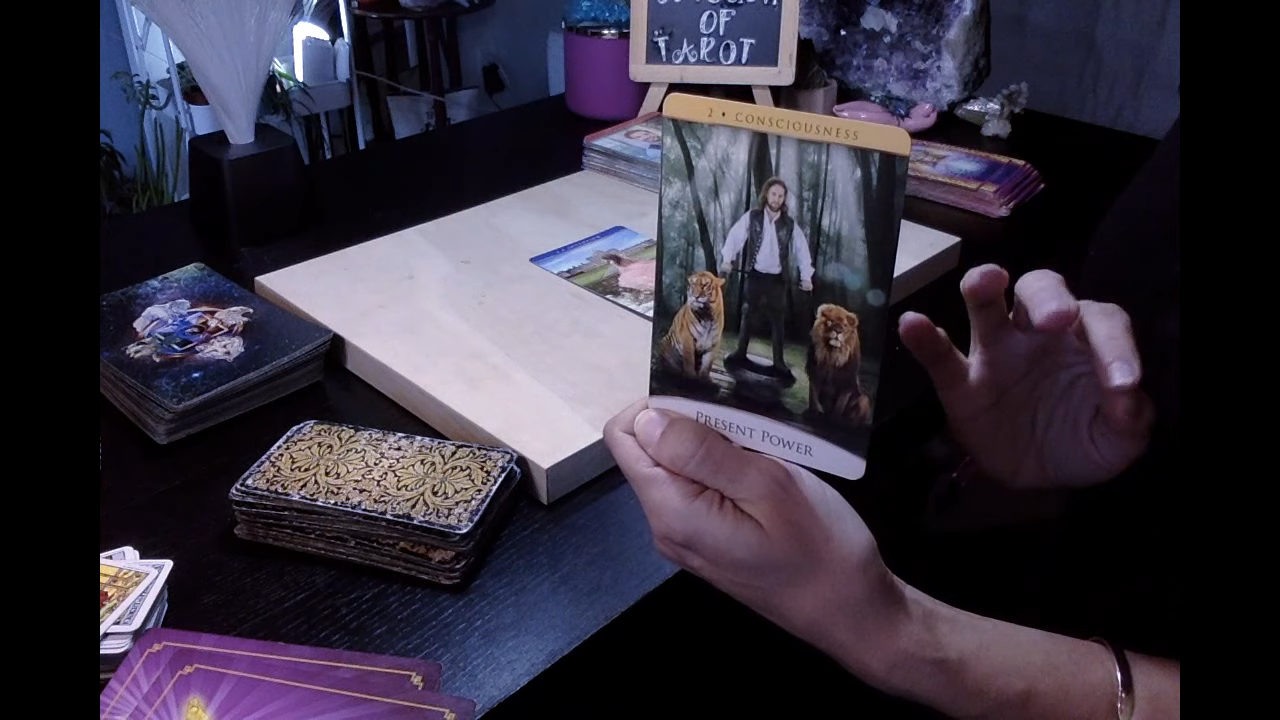 OF
TAROT
2 • CONSCIOUSNESS
PRESENT POWER